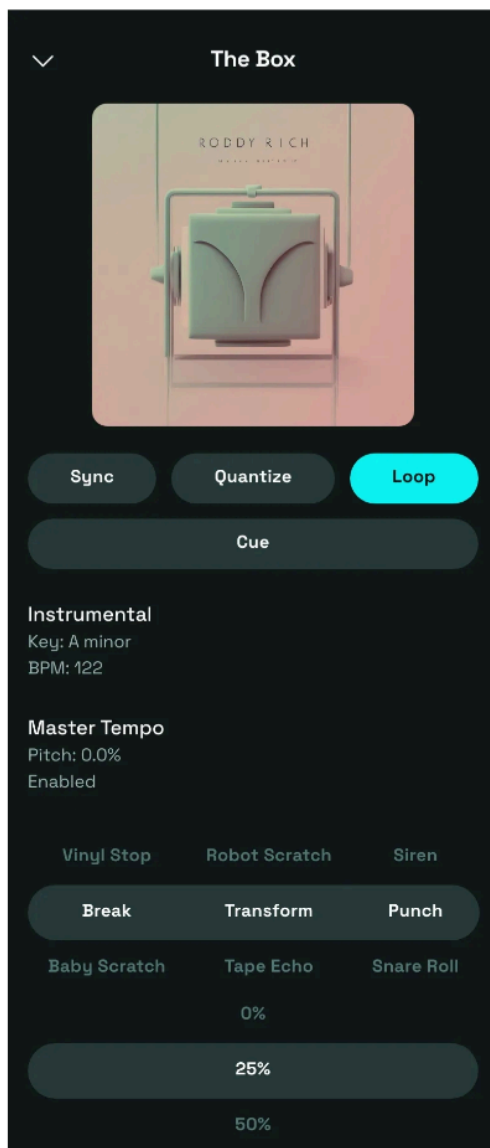 The Box
RODDY RICH
Sync Quantize Loop
Cue
Instrumental
Key: A minor
BPM: 122
Master Tempo
Pitch: 0.0%
Enabled
Vinyl Stop Robot Scratch Siren
Break Transform Punch
Baby Scratch Tape Echo Snare Roll
0%
25%
50%